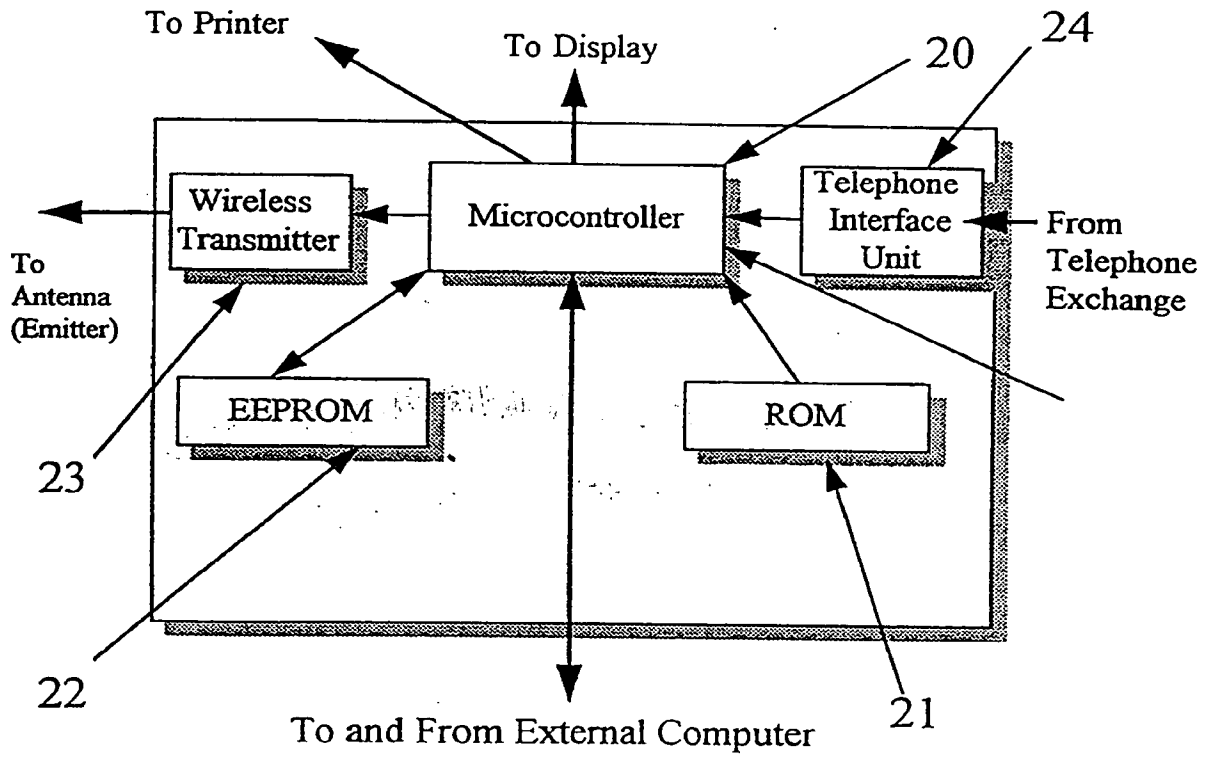 To Printer
To Display
20
24
Wireless
Transmitter
Microcontroller
Telephone
Interface
Unit
From
Telephone
Exchange
To
Antenna
(Emitter)
EEPROM
ROM
23
22
21
To and From External Computer